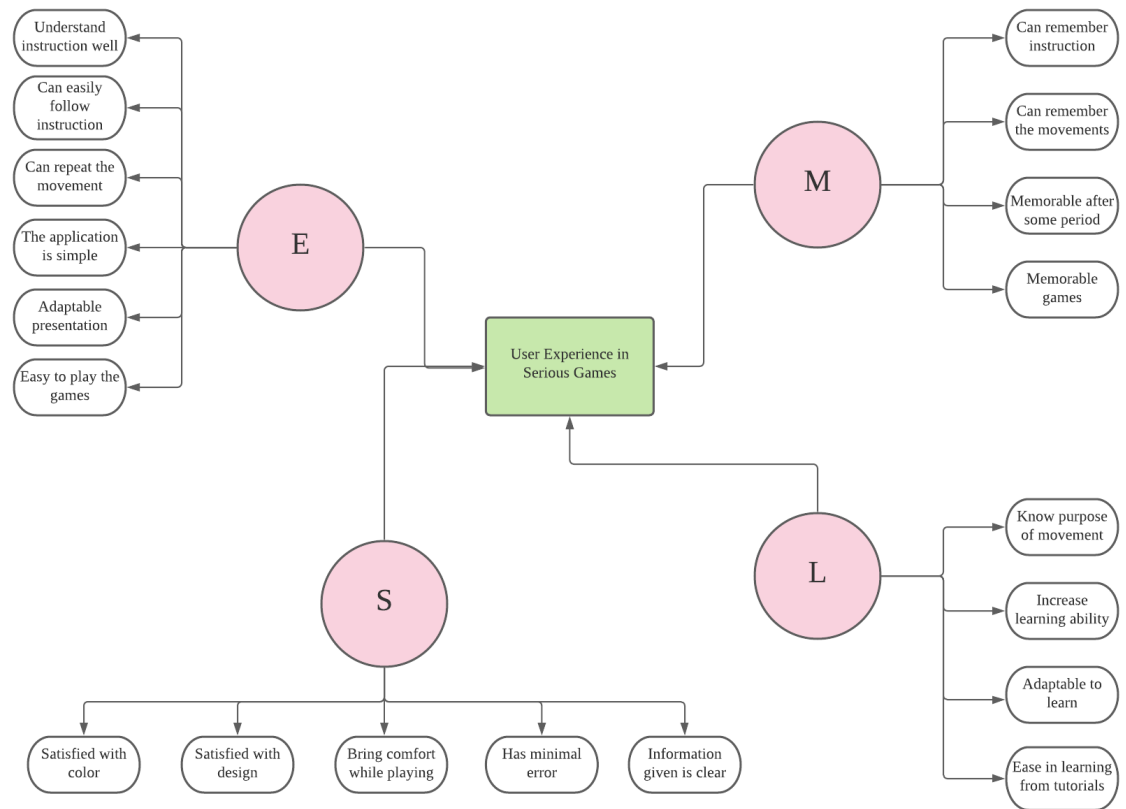 Understand
instruction well
Can easily
follow
instruction
Can repeat the
movement
The application
is simple
Adaptable
presentation
Easy to play the
games
E
User Experience in
Serious Games
M
Can remember
instruction
Can remember
the movements
Memorable after
some period
Memorable
games
S
Satisfied with
color
Satisfied with
design
Bring comfort
while playing
Has minimal
error
Information
given is clear
L
Know purpose
of movement
Increase
learning ability
Adaptable to
learn
Ease in learning
from tutorials